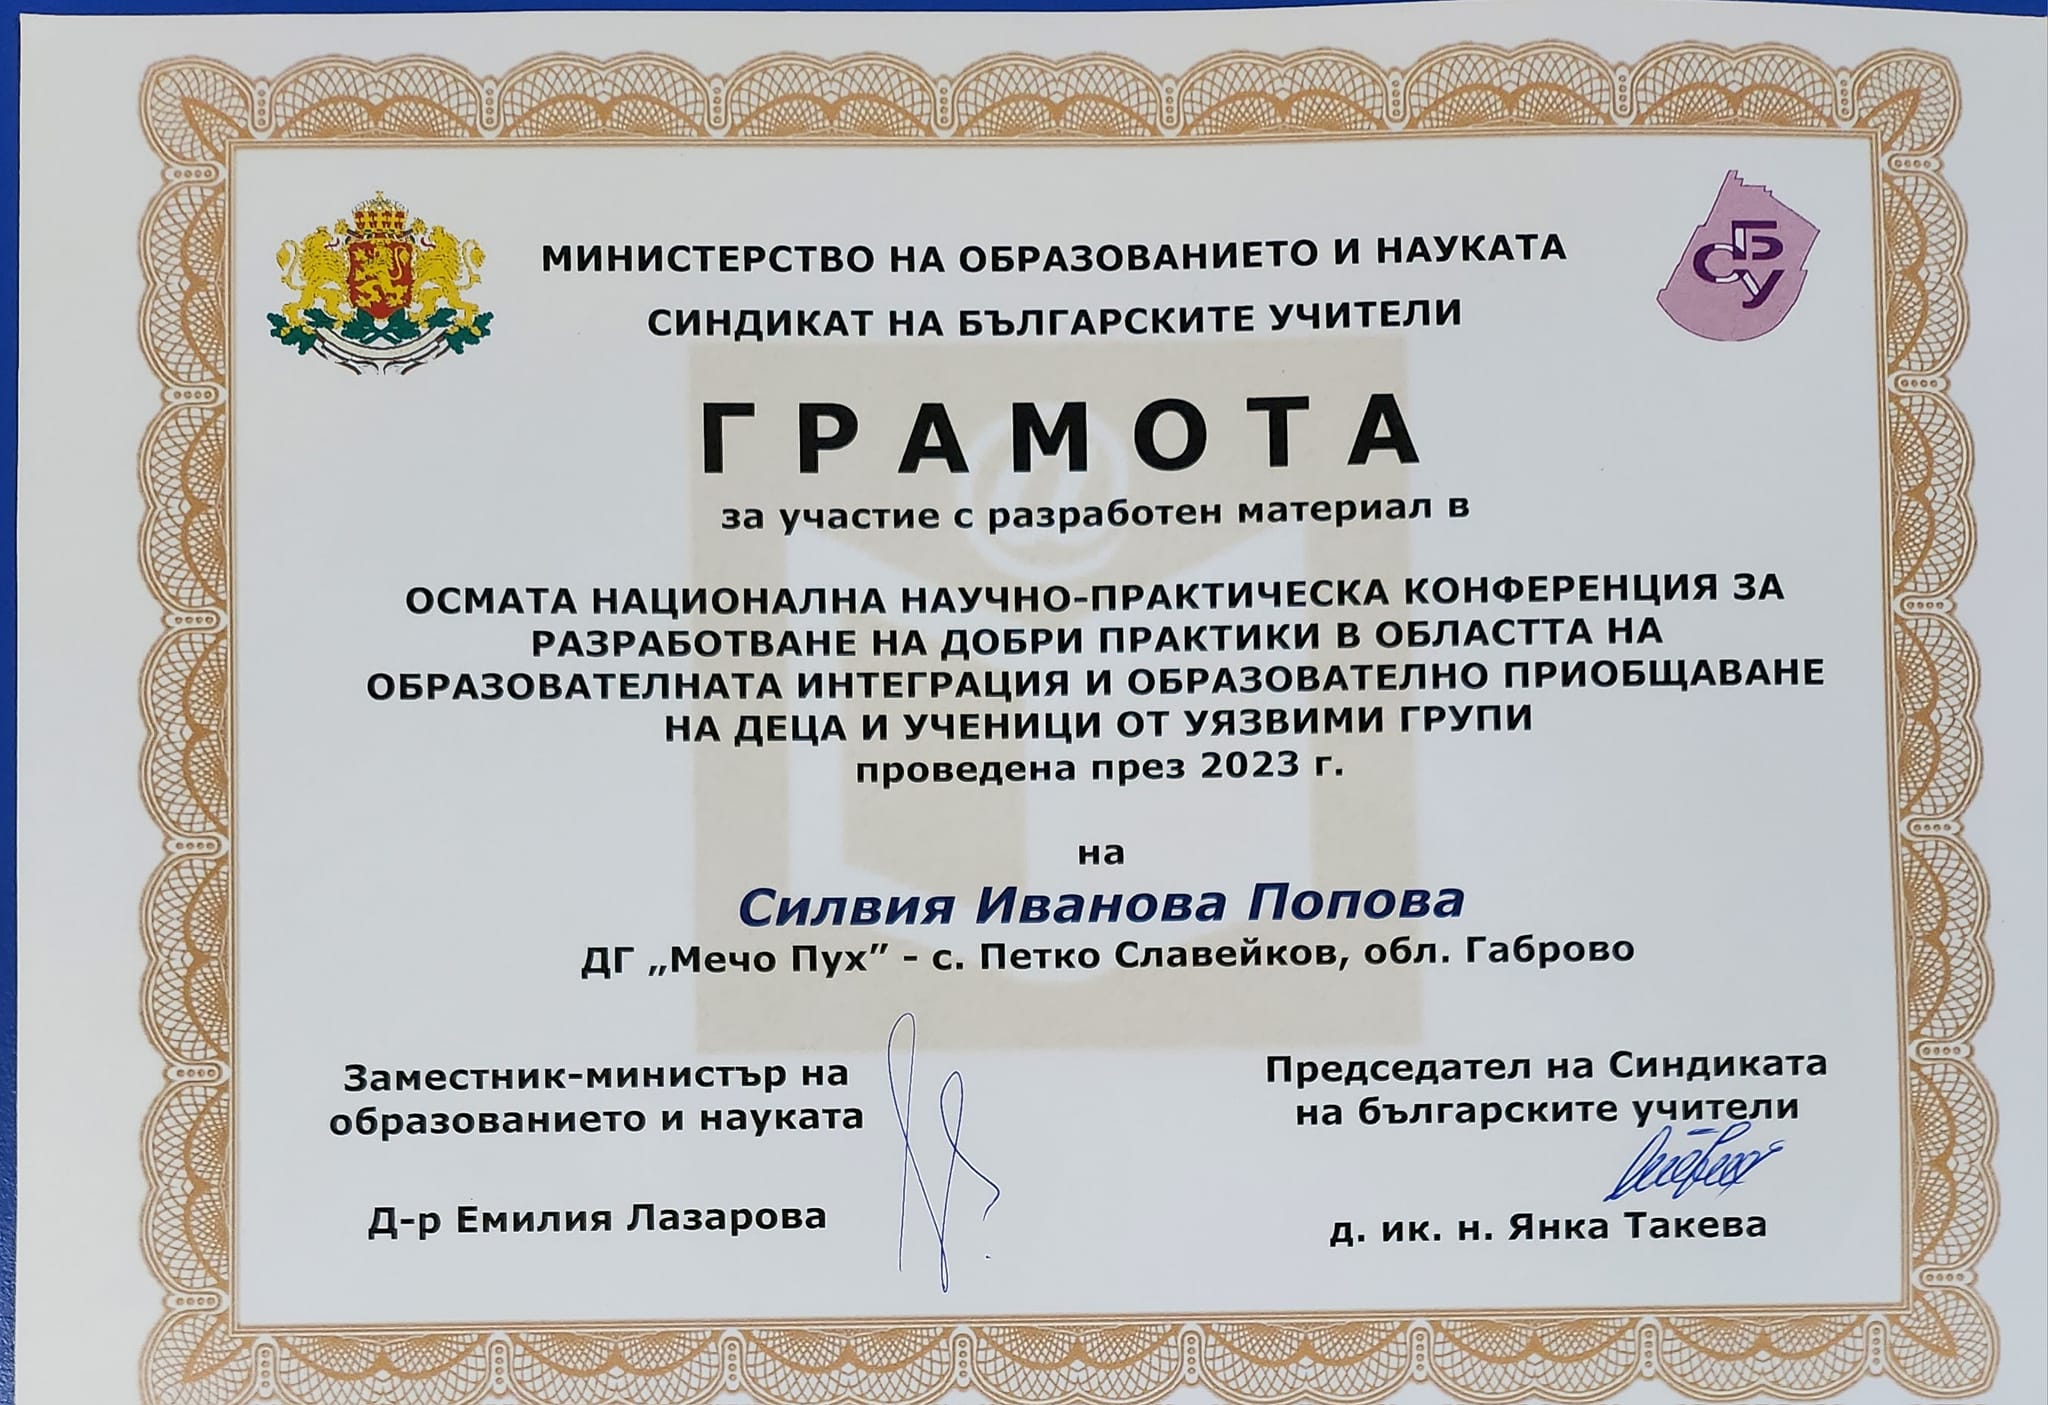 МИНИСТЕРСТВО НА ОБРАЗОВАНИЕТО И НАУКАТА
СИНДИКАТ НА БЪЛГАРСКИТЕ УЧИТЕЛИ
СБУ
ГРАМОТА
за участие с разработен материал в
ОСМАТА НАЦИОНАЛНА НАУЧНО-ПРАКТИЧЕСКА КОНФЕРЕНЦИЯ ЗА
РАЗРАБОТВАНЕ НА ДОБРИ ПРАКТИКИ В ОБЛАСТТА НА
ОБРАЗОВАТЕЛНАТА ИНТЕГРАЦИЯ И ОБРАЗОВАТЕЛНО ПРИОБЩАВАНЕ
НА ДЕЦА И УЧЕНИЦИ ОТ УЯЗВИМИ ГРУПИ
проведена през 2023 г.
на
Силвия Иванова Попова
ДГ „Мечо Пух” - с. Петко Славейков, обл. Габрово
Заместник-министър на
образованието и науката
Д-р Емилия Лазарова
Председател на Синдиката
на българските учители
д. ик. н. Янка Такева